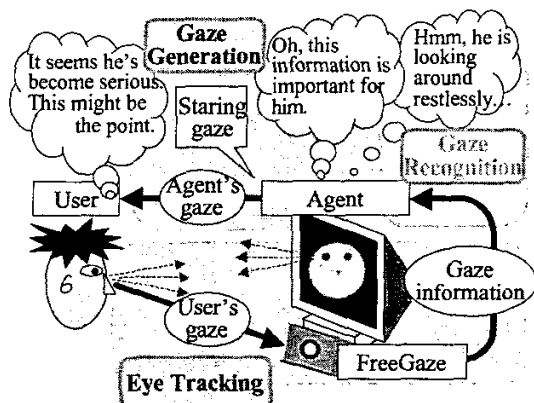 Gaze
Generation
It seems he's
become serious.
This might be
the point.
Oh, this
information is
important for
him.
Hmm, he is
looking
around
restlessly...
Staring
gaze
Gaze
Recognition
User
Agent's
gaze
Agent
Gaze
information
User's
gaze
FreeGaze
Eye Tracking